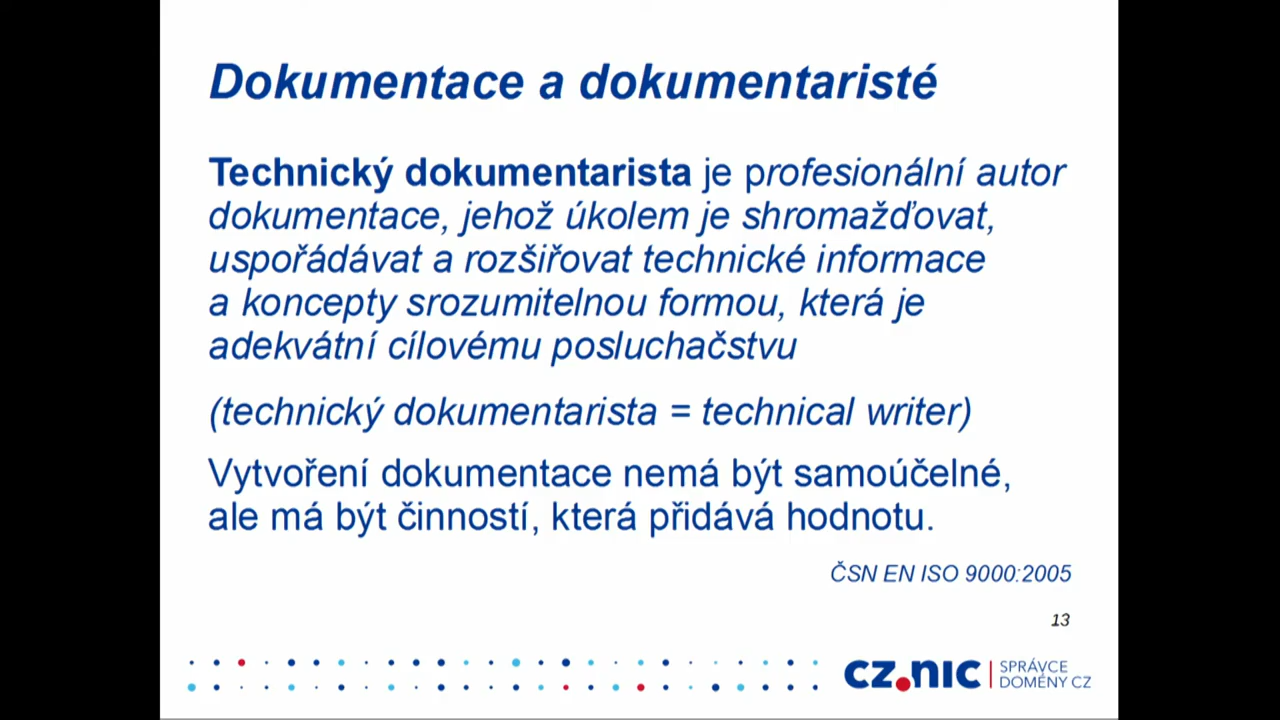 Dokumentace a dokumentaristé
Technický dokumentarista je profesionální autor
dokumentace, jehož úkolem je shromažďovat,
uspořádávat a rozšiřovat technické informace
a koncepty srozumitelnou formou, která je
adekvátní cílovému posluchačstvu
(technický dokumentarista = technical writer)
Vytvoření dokumentace nemá být samoúčelné,
ale má být činností, která přidává hodnotu.
ČSN EN ISO 9000:2005
13
CZ.NIC
SPRÁVCE
DOMÉNY CZ